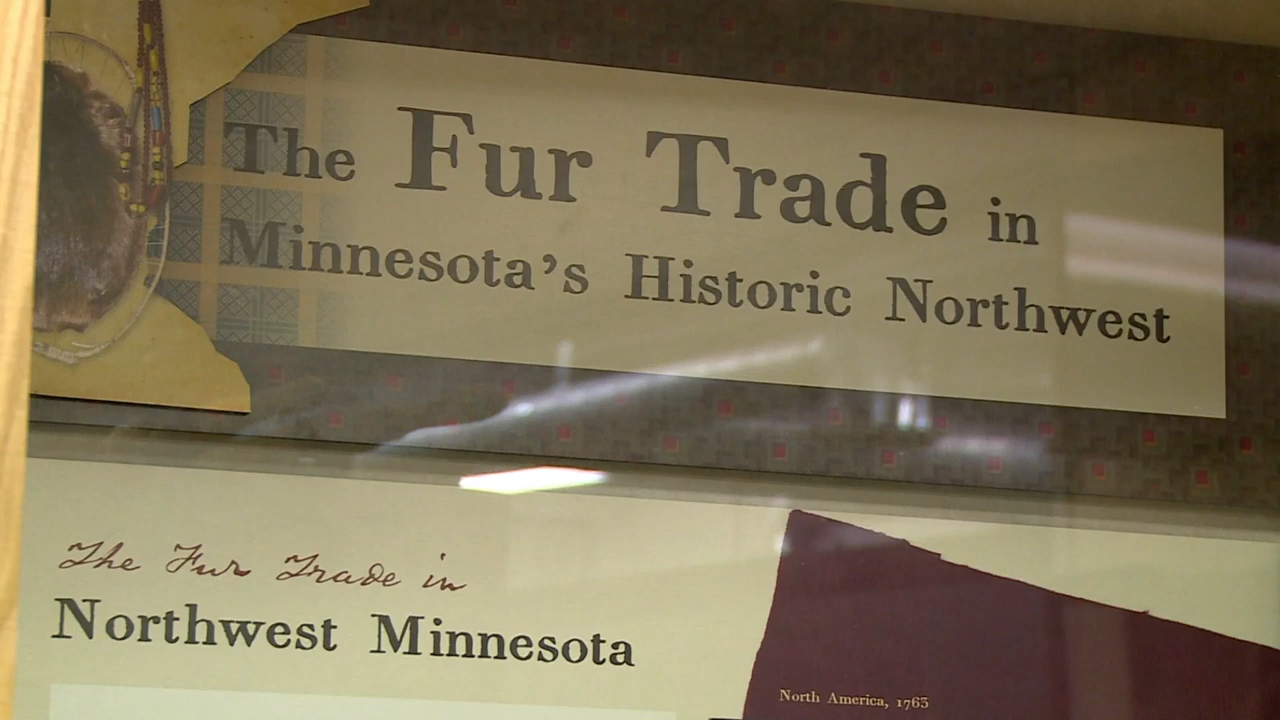 The Fur Trade in
Minnesota's Historic Northwest
The Fur Trade in
Northwest Minnesota
North America, 1763